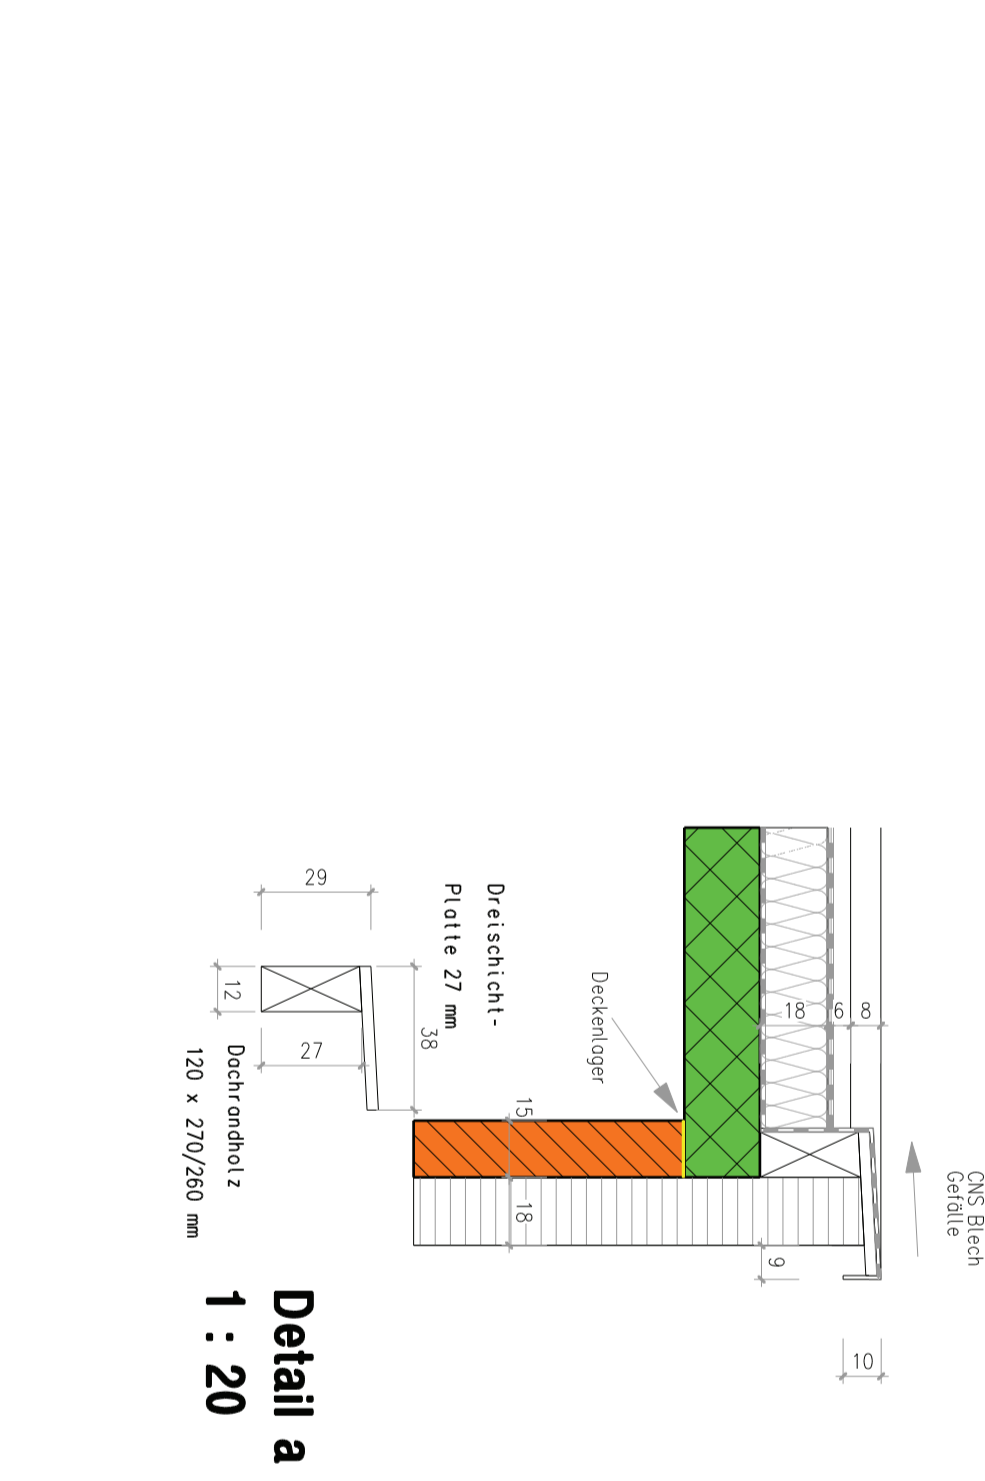 CNS Blech
Gefälle
8
6
18
Deckenlager
Dreischicht-
Platte 27 mm
38
15
18
9
10
29
12
27
Dachrandholz
120 x 270/260 mm
Detail a
1 : 20